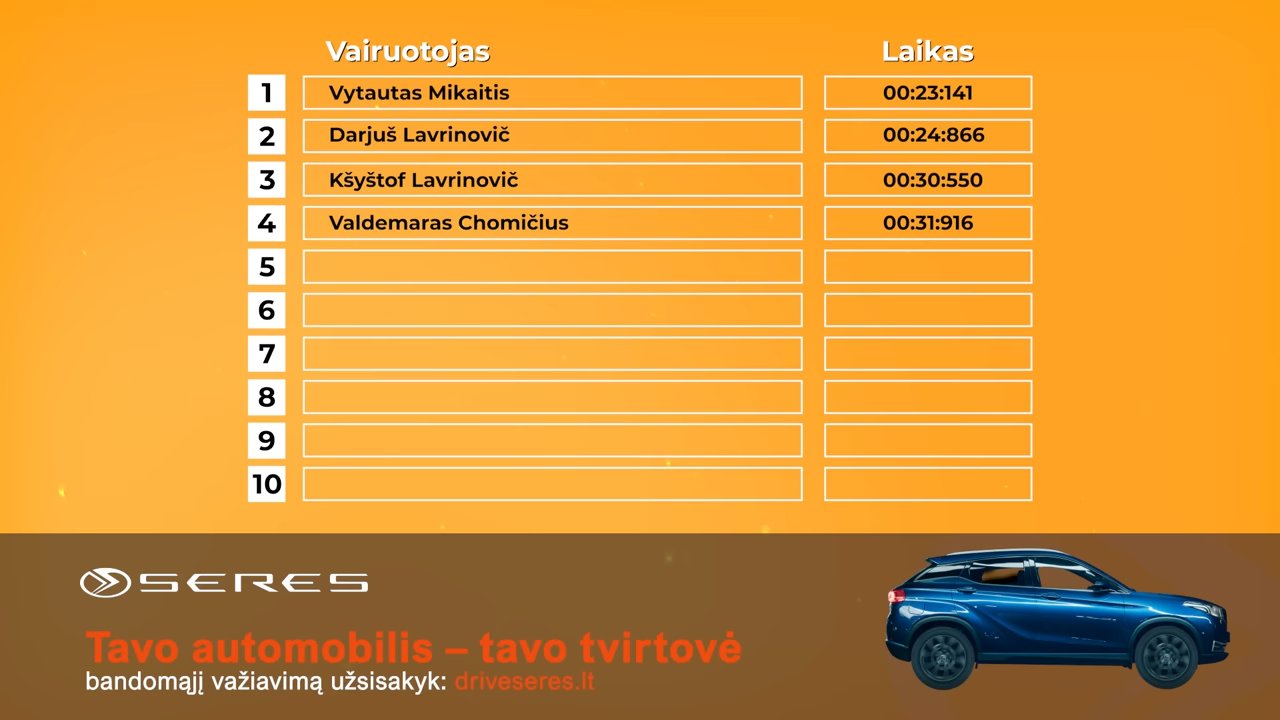 Vairuotojas Laikas
1 Vytautas Mikaitis 00:23:141
2 Darjuš Lavrinovič 00:24:866
3 Kšyštof Lavrinovič 00:30:550
4 Valdemaras Chomičius 00:31:916
5
6
7
8
9
10
SERES
Tavo automobilis – tavo tvirtovė
bandomąjį važiavimą užsisakyk: driveseres.lt